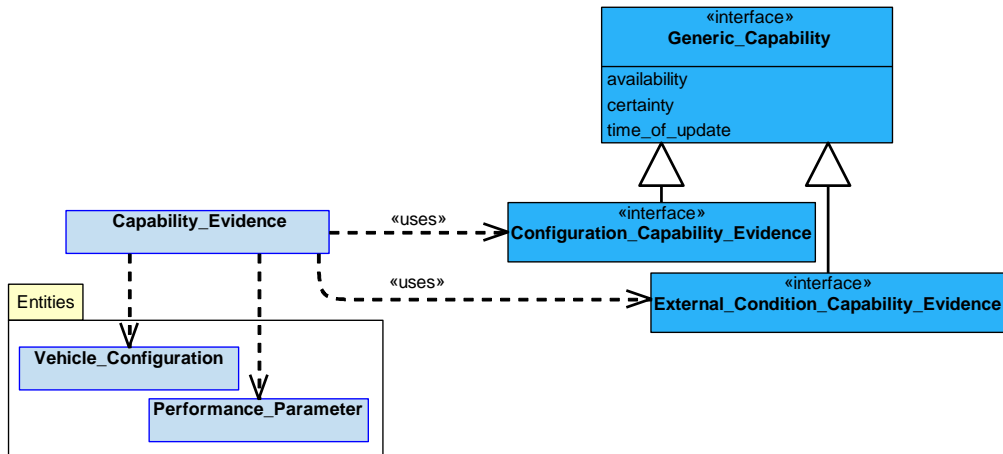 «interface»
Generic_Capability
availability
certainty
time_of_update
Capability_Evidence
«uses»
«interface»
Configuration_Capability_Evidence
«uses»
«interface»
External_Condition_Capability_Evidence
Entities
Vehicle_Configuration
Performance_Parameter